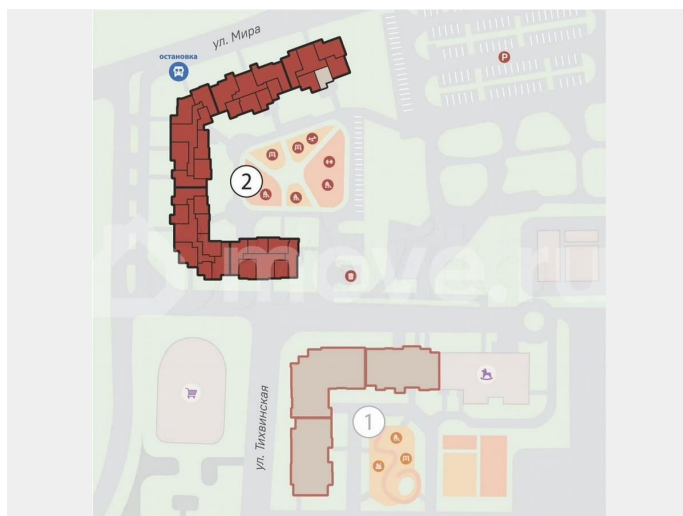 ул. Мира
остановка
P
2
move.ru
1
ул. Тихвинская